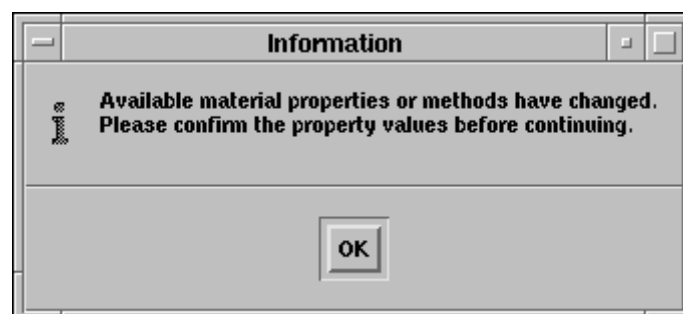 Information
Available material properties or methods have changed.
Please confirm the property values before continuing.
OK